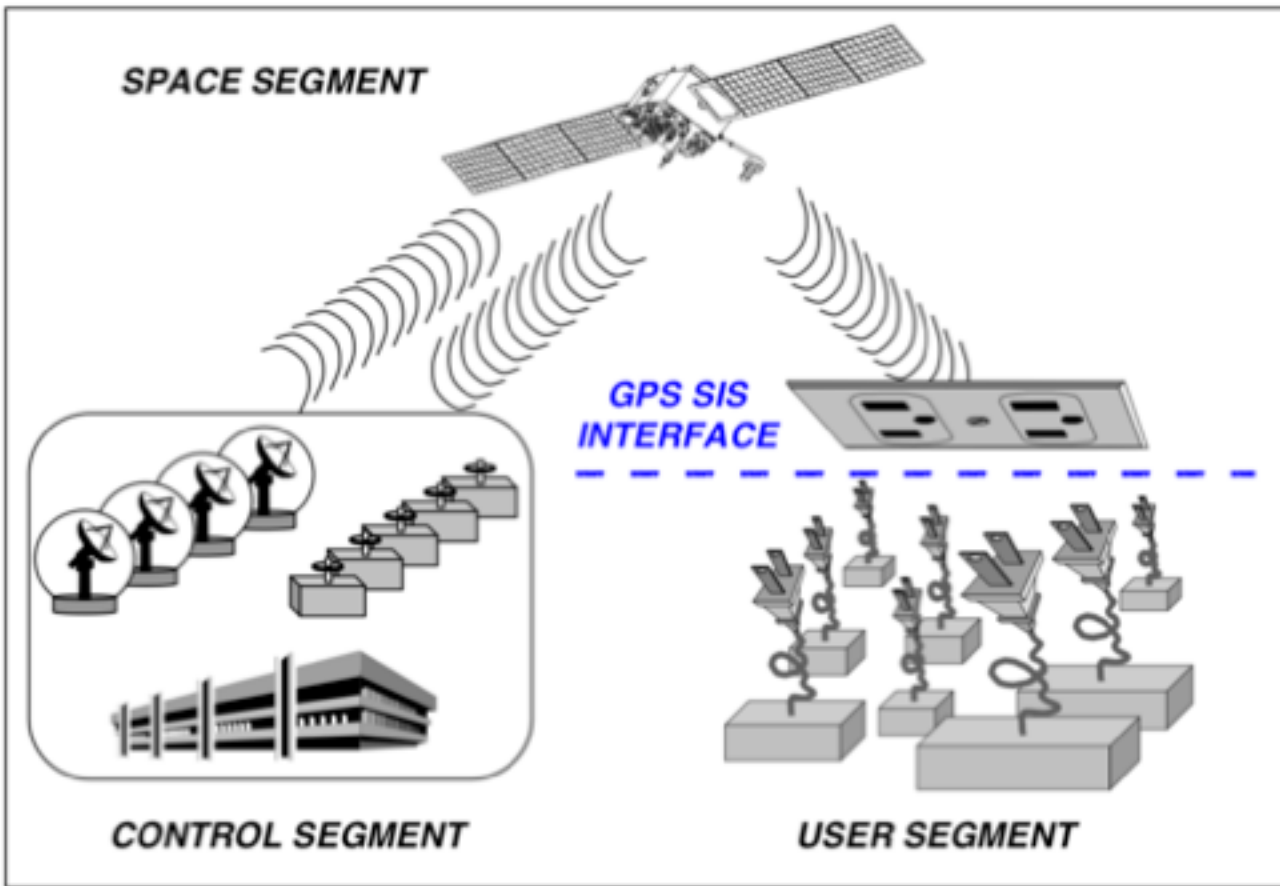 SPACE SEGMENT
GPS SIS
INTERFACE
CONTROL SEGMENT
USER SEGMENT